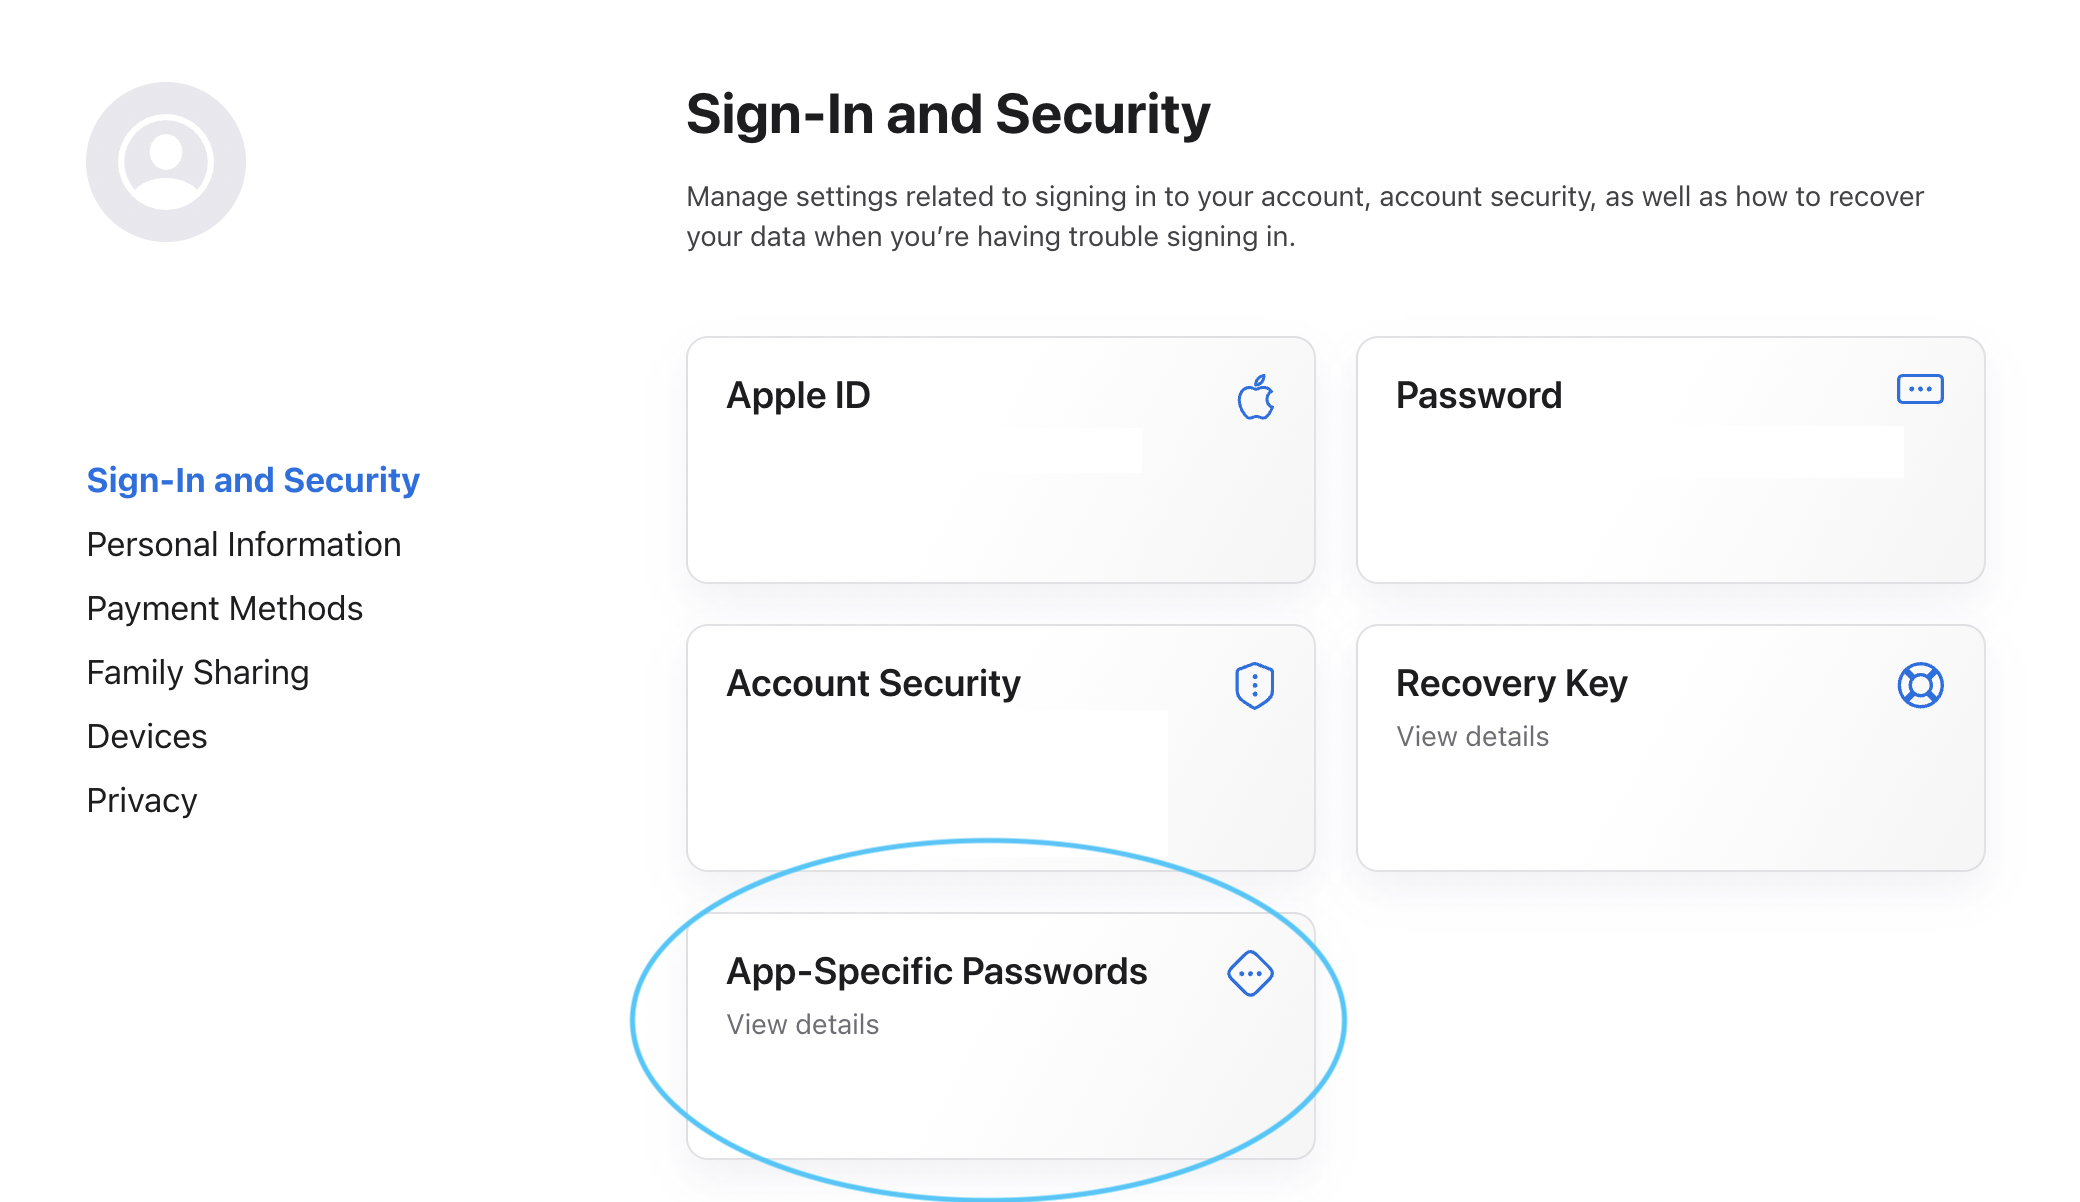 Sign-In and Security
Manage settings related to signing in to your account, account security, as well as how to recover
your data when you’re having trouble signing in.
Sign-In and Security
Personal Information
Payment Methods
Family Sharing
Devices
Privacy
Apple ID
Password
Account Security
Recovery Key
View details
App-Specific Passwords
View details